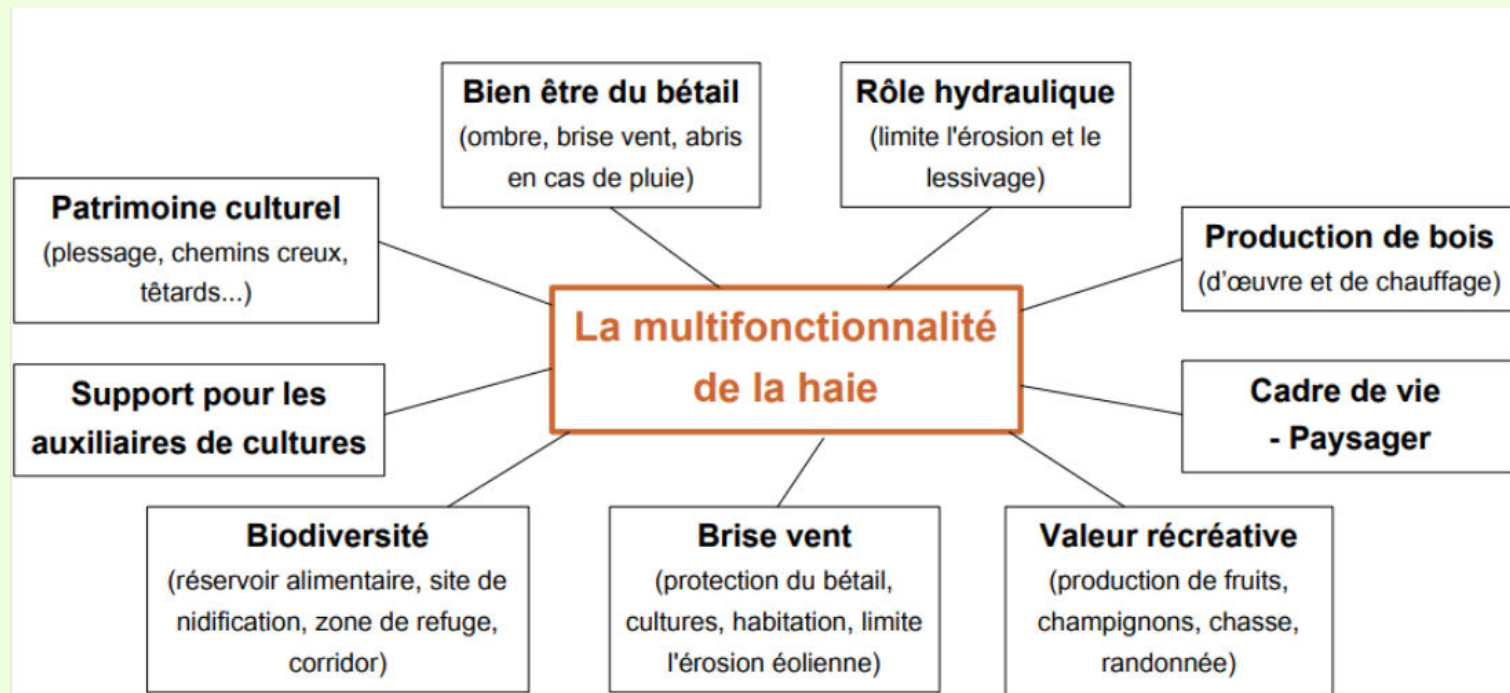 Bien être du bétail
(ombre, brise vent, abris
en cas de pluie)
Rôle hydraulique
(limite l'érosion et le
lessivage)
Patrimoine culturel
(plessage, chemins creux,
têtards...)
Production de bois
(d’œuvre et de chauffage)
La multifonctionnalité
de la haie
Support pour les
auxiliaires de cultures
Cadre de vie
- Paysager
Biodiversité
(réservoir alimentaire, site de
nidification, zone de refuge,
corridor)
Brise vent
(protection du bétail,
cultures, habitation, limite
l'érosion éolienne)
Valeur récréative
(production de fruits,
champignons, chasse,
randonnée)